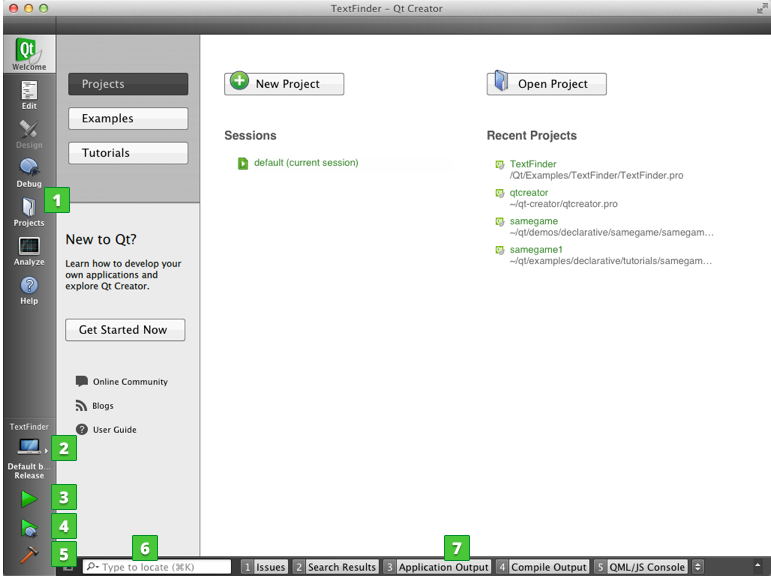 TextFinder – Qt Creator
Qt
Welcome
Edit
Design
Debug
Projects
Analyze
Help
1
Projects
Examples
Tutorials
New to Qt?
Learn how to develop your
own applications and
explore Qt Creator.
Get Started Now
Online Community
Blogs
? User Guide
New Project
Sessions
default (current session)
Open Project
Recent Projects
TextFinder
/Qt/Examples/TextFinder/TextFinder.pro
qtcreator
~/qt-creator/qtcreator.pro
samegame
~/qt/demos/declarative/samegame/samegam...
samegame1
~/qt/examples/declarative/tutorials/samegam...
TextFinder
2
Default b...
Release
3
4
5
6
7
Type to locate (⌘K)
1 Issues
2 Search Results
3 Application Output
4 Compile Output
5 QML/JS Console